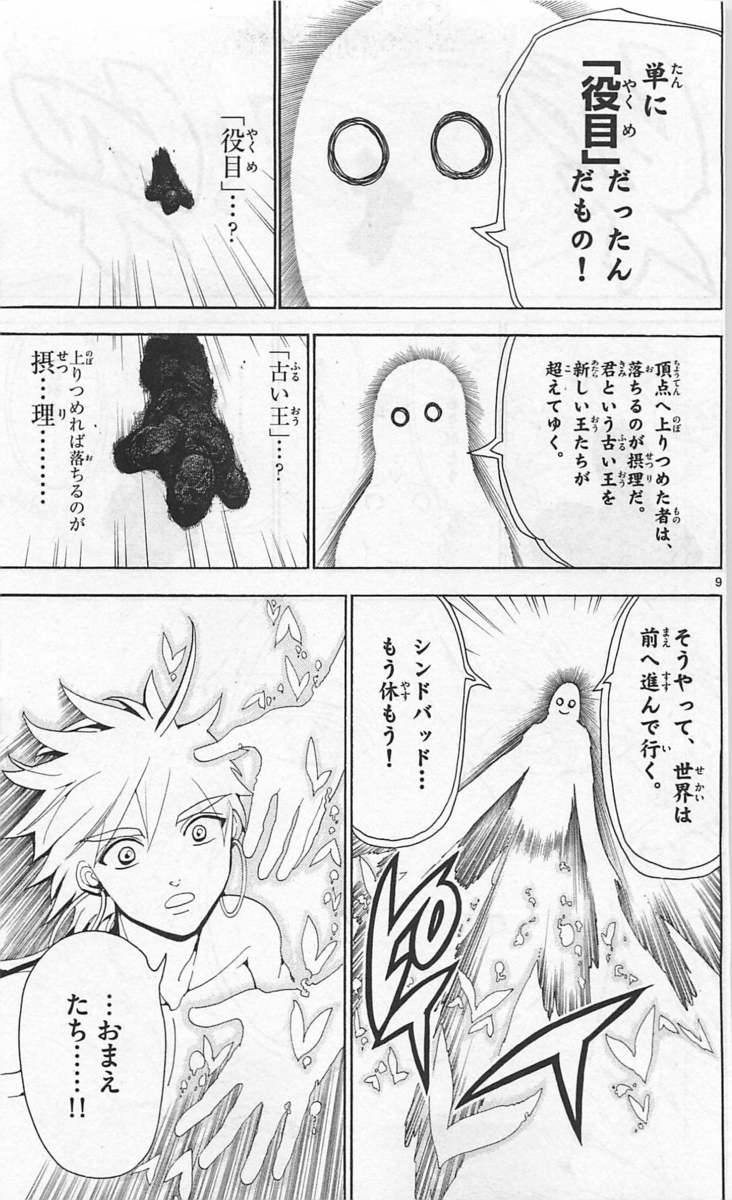 単に
「役目」
だったん
だもの！
「役目」…？
頂点へ上りつめた者は、
落ちるのが摂理だ。
君という古い王を
新しい王たちが
超えてゆく。
「古い王」…？
上りつめれば落ちるのが
摂…理…………
9
そうやって、世界は
前へ進んで行く。
シンドバッド…
もう休もう！
ピイ
…おまえ
たち……!!